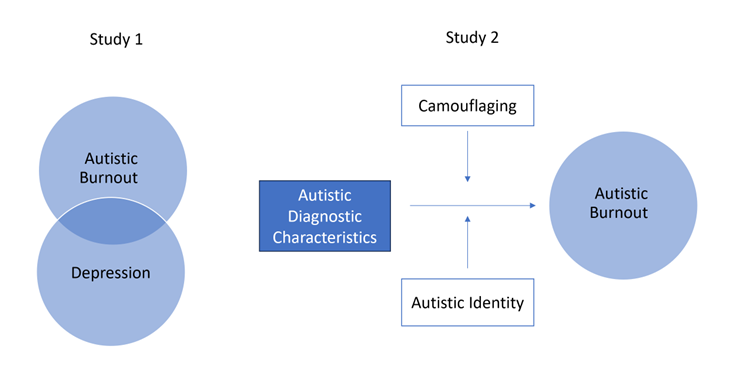 Study 1
Autistic
Burnout
Depression
Study 2
Camouflaging
Autistic
Diagnostic
Characteristics
Autistic Identity
Autistic
Burnout